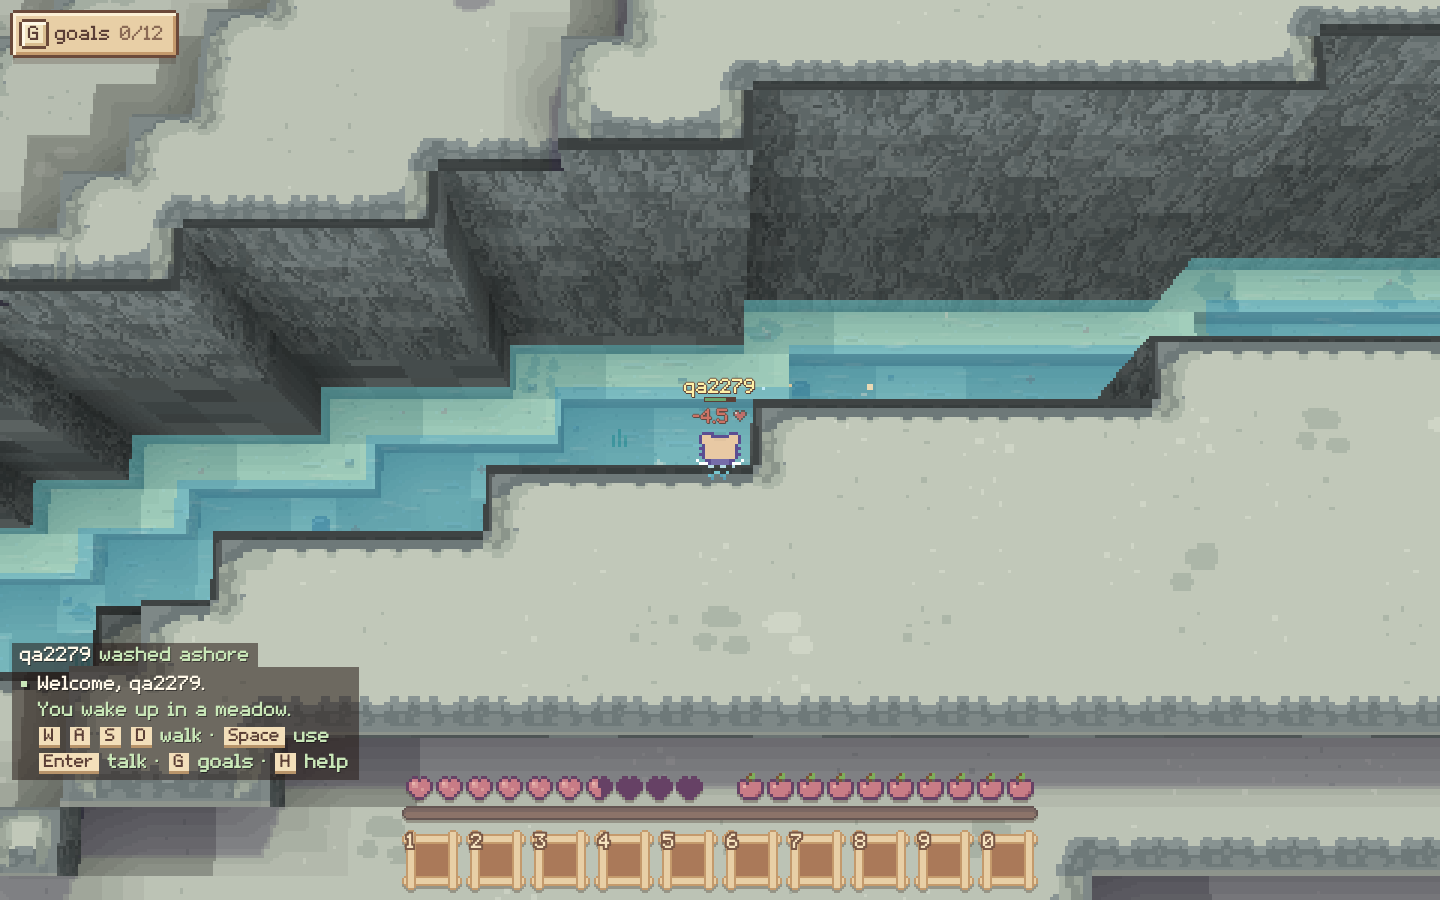 G goals 0/12
qa2279
-4.5
qa2279 washed ashore
Welcome, qa2279.
You wake up in a meadow.
W A S D walk · Space use
Enter talk · G goals · H help
1 2 3 4 5 6 7 8 9 0